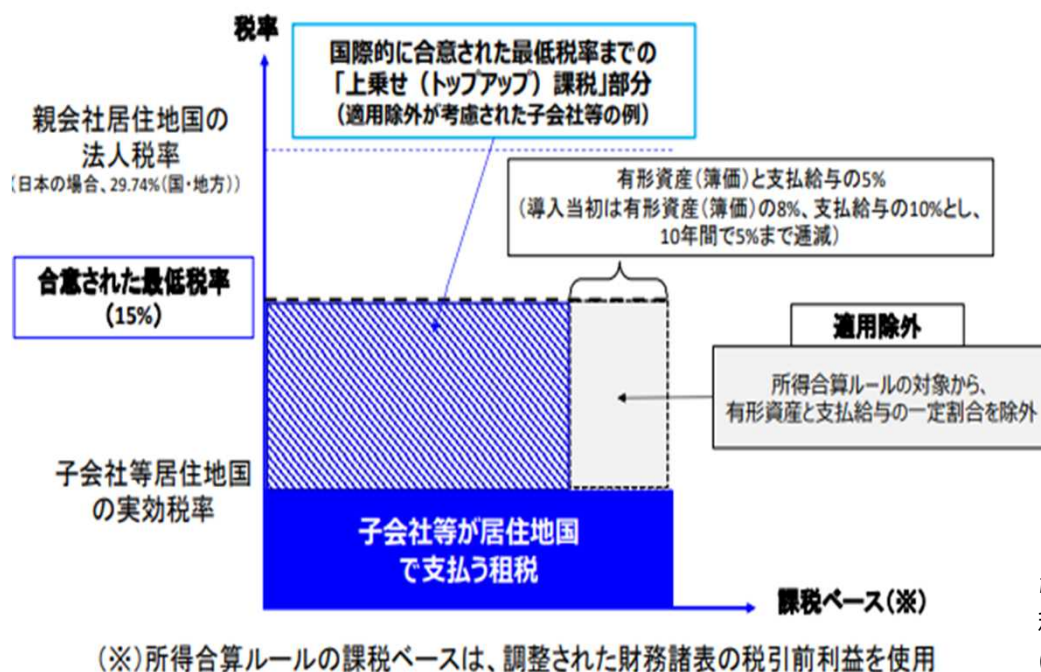 税率
国際的に合意された最低税率までの
「上乗せ（トップアップ）課税」部分
（適用除外が考慮された子会社等の例）
親会社居住地国の
法人税率
(日本の場合、29.74%(国・地方))
有形資産(簿価)と支払給与の5%
(導入当初は有形資産(簿価)の8%、支払給与の10%とし、
10年間で5%まで逓減)
合意された最低税率
(15%)
適用除外
所得合算ルールの対象から、
有形資産と支払給与の一定割合を除外
子会社等居住地国
の実効税率
子会社等が居住地国
で支払う租税
課税ベース(※)
(※)所得合算ルールの課税ベースは、調整された財務諸表の税引前利益を使用